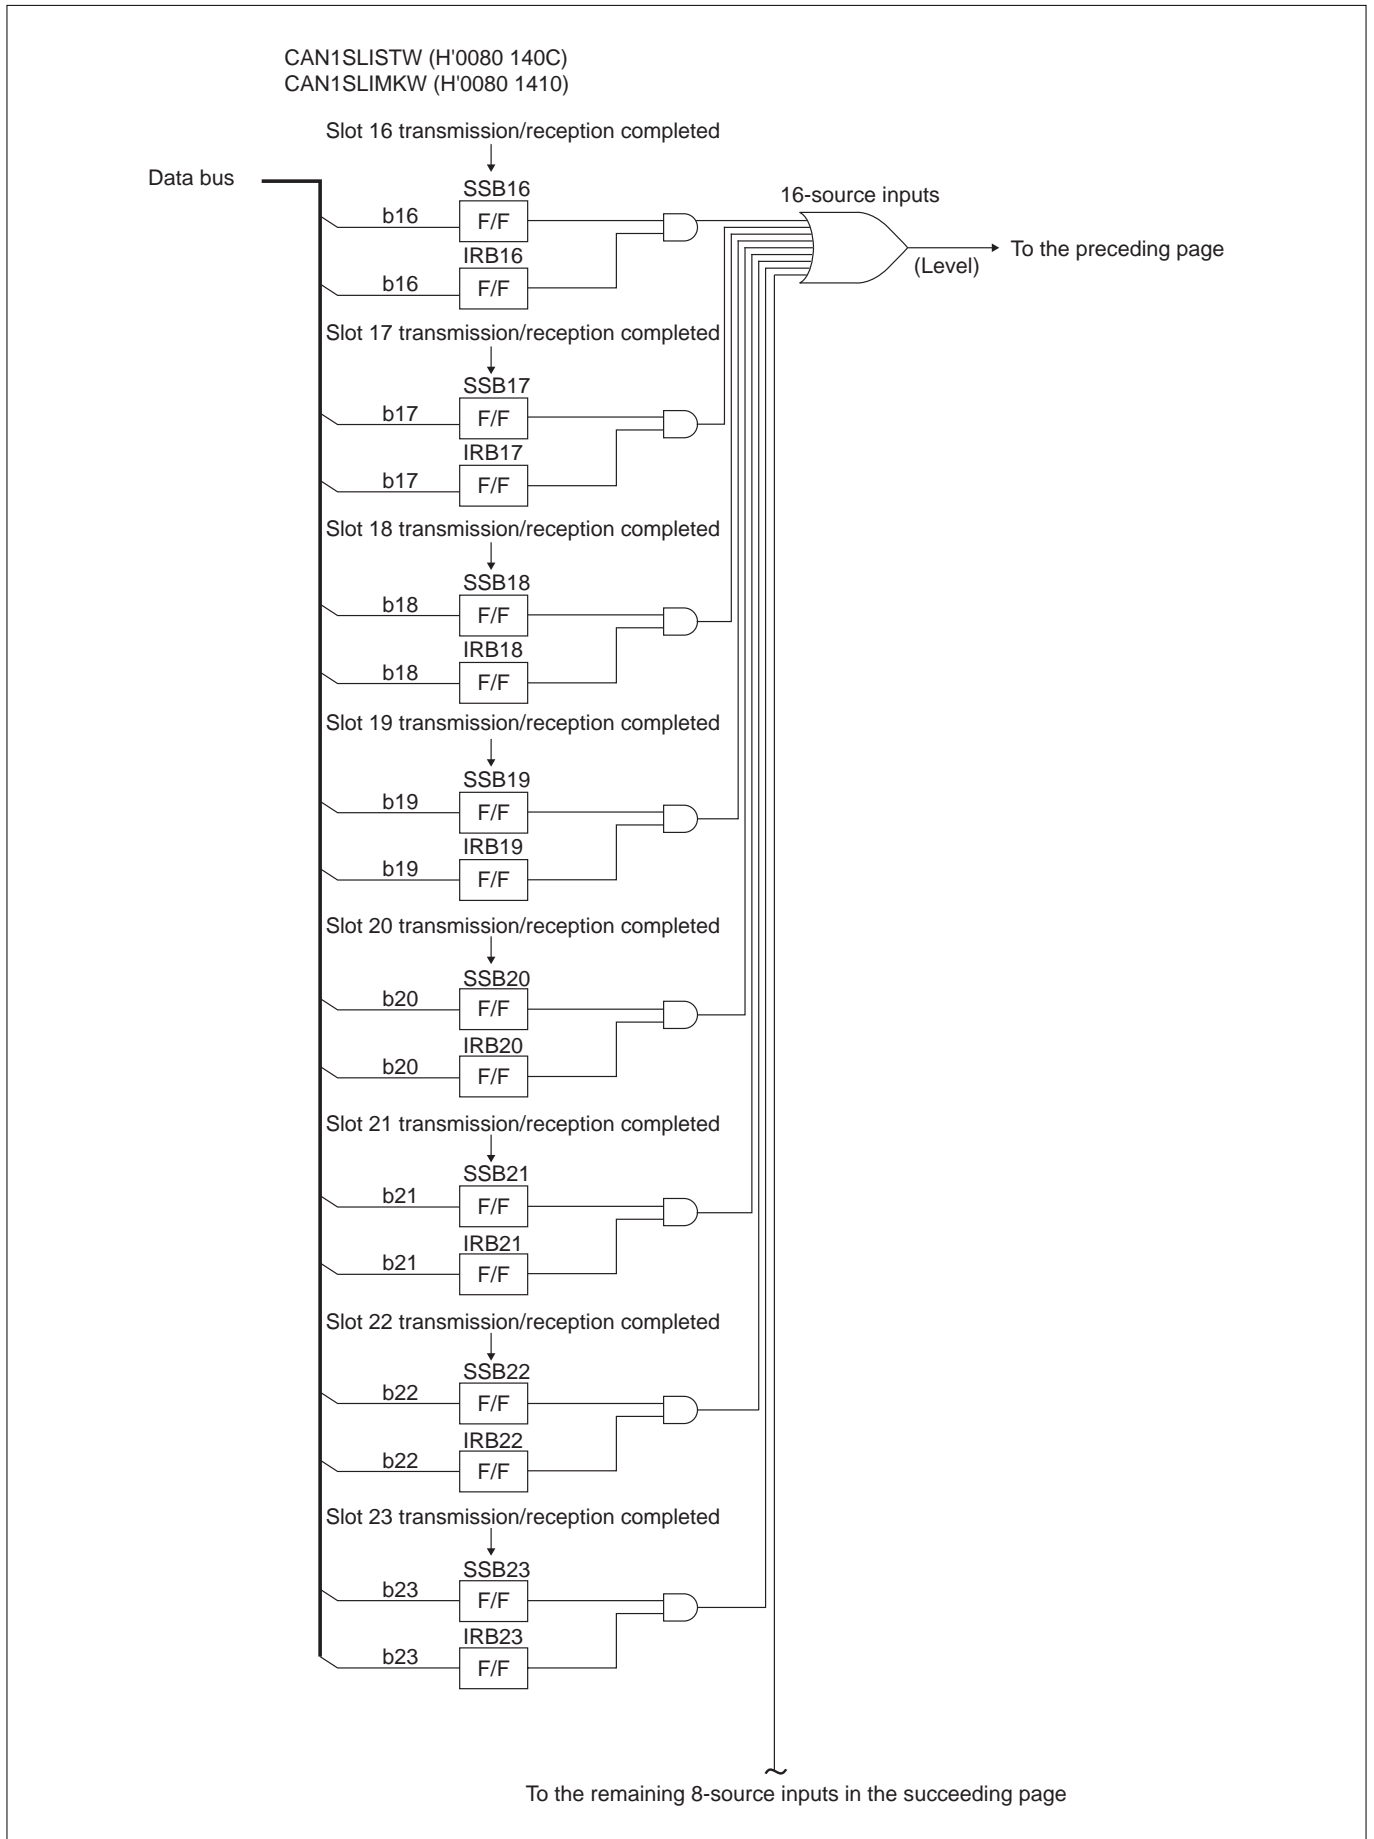 CAN1SLISTW (H'0080 140C)
CAN1SLIMKW (H'0080 1410)
Slot 16 transmission/reception completed
Data bus
SSB16
16-source inputs
b16
F/F
To the preceding page
(Level)
IRB16
b16
F/F
Slot 17 transmission/reception completed
SSB17
b17
F/F
IRB17
b17
F/F
Slot 18 transmission/reception completed
SSB18
b18
F/F
IRB18
b18
F/F
Slot 19 transmission/reception completed
SSB19
b19
F/F
IRB19
b19
F/F
Slot 20 transmission/reception completed
SSB20
b20
F/F
IRB20
b20
F/F
Slot 21 transmission/reception completed
SSB21
b21
F/F
IRB21
b21
F/F
Slot 22 transmission/reception completed
SSB22
b22
F/F
IRB22
b22
F/F
Slot 23 transmission/reception completed
SSB23
b23
F/F
IRB23
b23
F/F
To the remaining 8-source inputs in the succeeding page